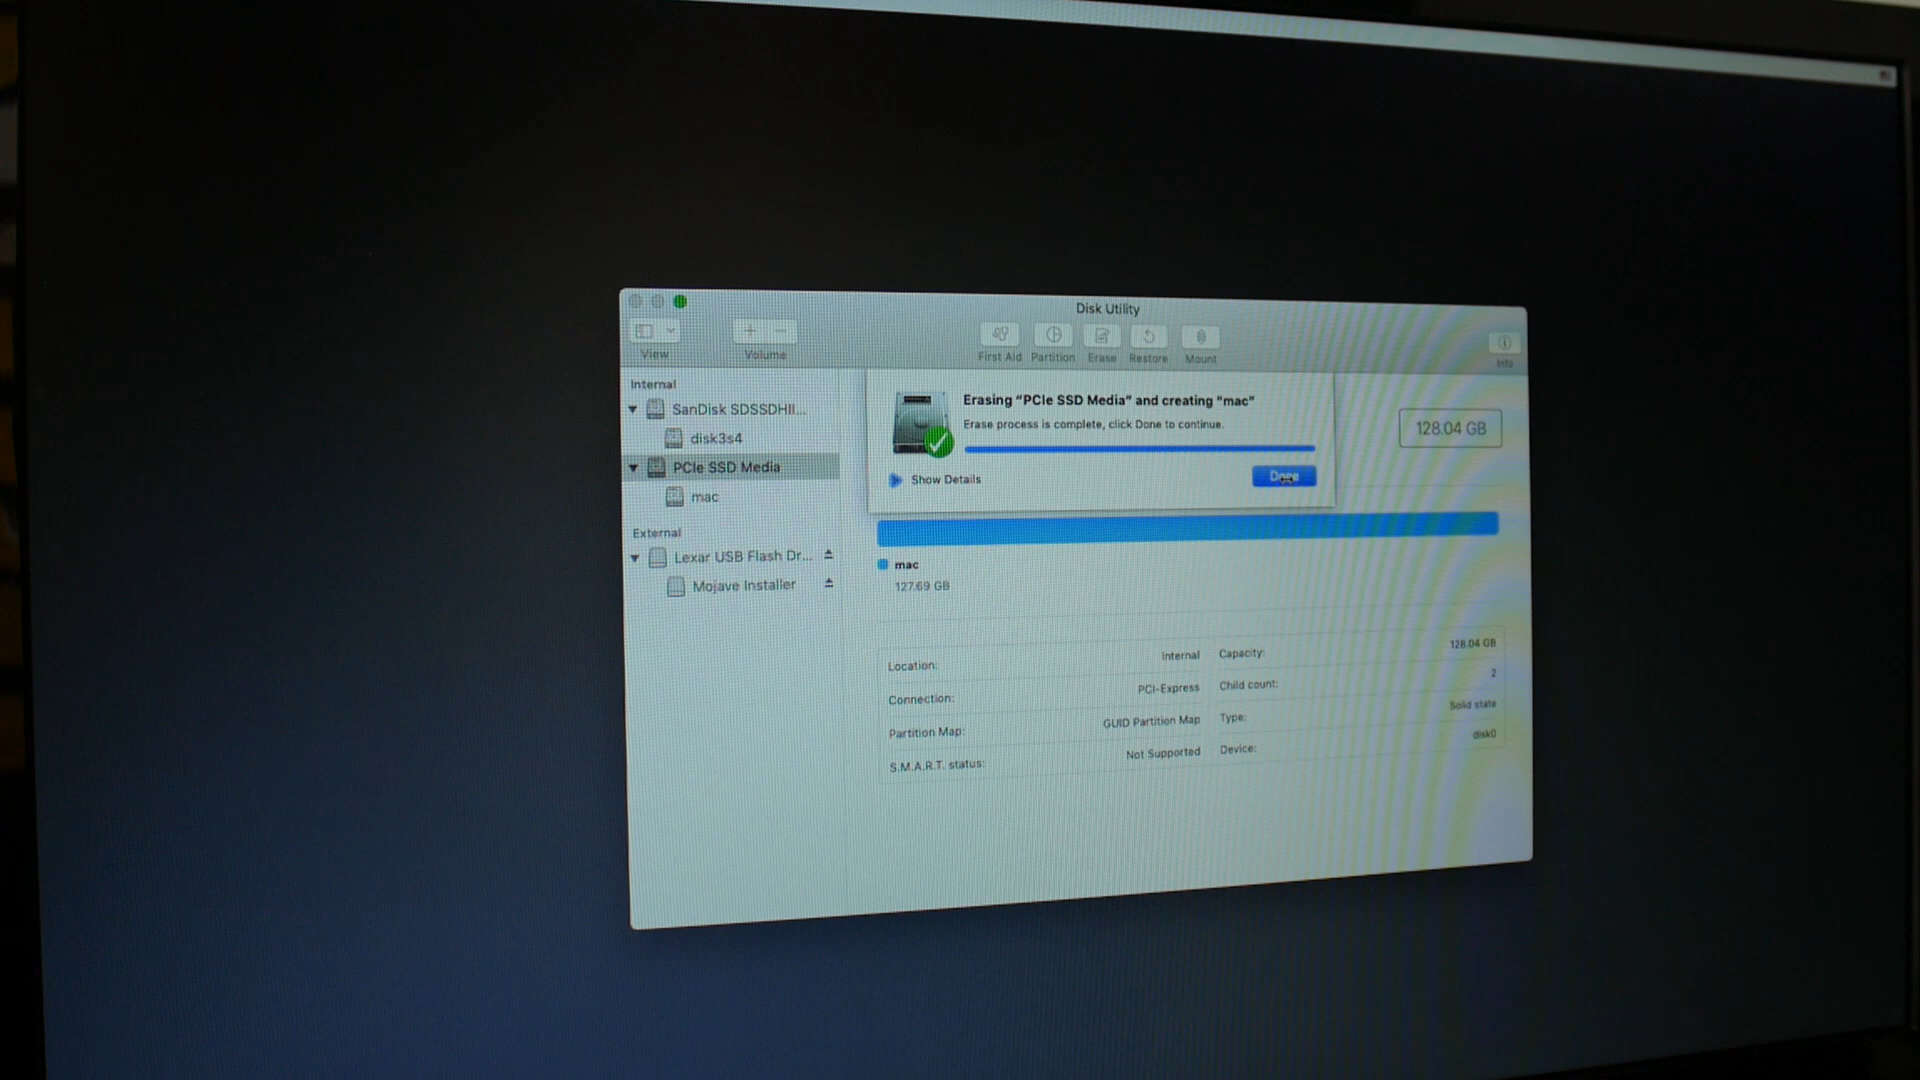 Disk Utility
View
Volume
First Aid
Partition
Erase
Restore
Mount
Info
Internal
SanDisk SDSSDHII...
disk3s4
PCIe SSD Media
mac
External
Lexar USB Flash Dr...
Mojave Installer
Erasing “PCIe SSD Media” and creating “mac”
Erase process is complete, click Done to continue.
Show Details
Done
128.04 GB
mac
127.69 GB
Location: Internal
Connection: PCI-Express
Partition Map: GUID Partition Map
S.M.A.R.T. status: Not Supported
Capacity: 128.04 GB
Child count: 2
Type: Solid state
Device: disk0